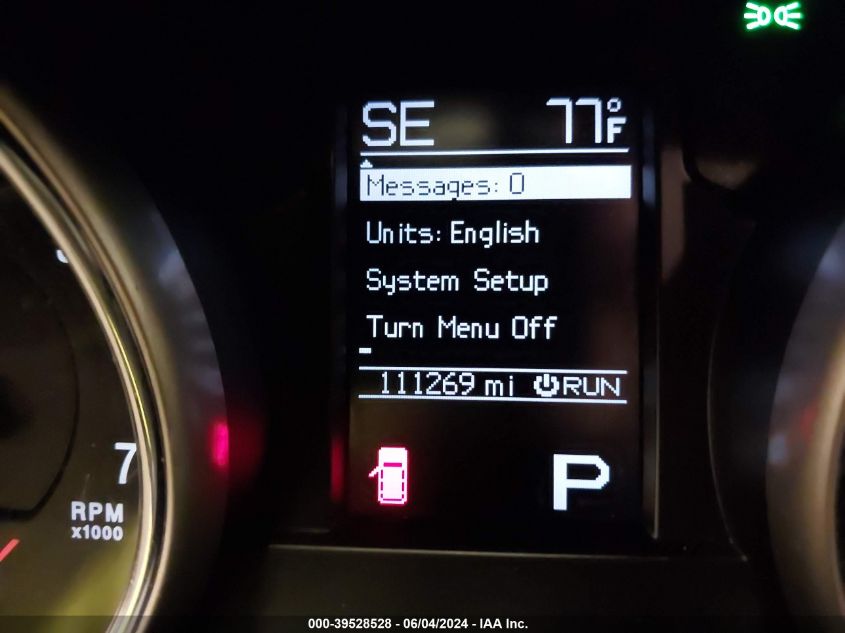 SE 77°F
Messages: 0
Units: English
System Setup
Turn Menu Off
111269 mi RUN
P
7
RPM
x1000
000-39528528 - 06/04/2024 - IAA Inc.